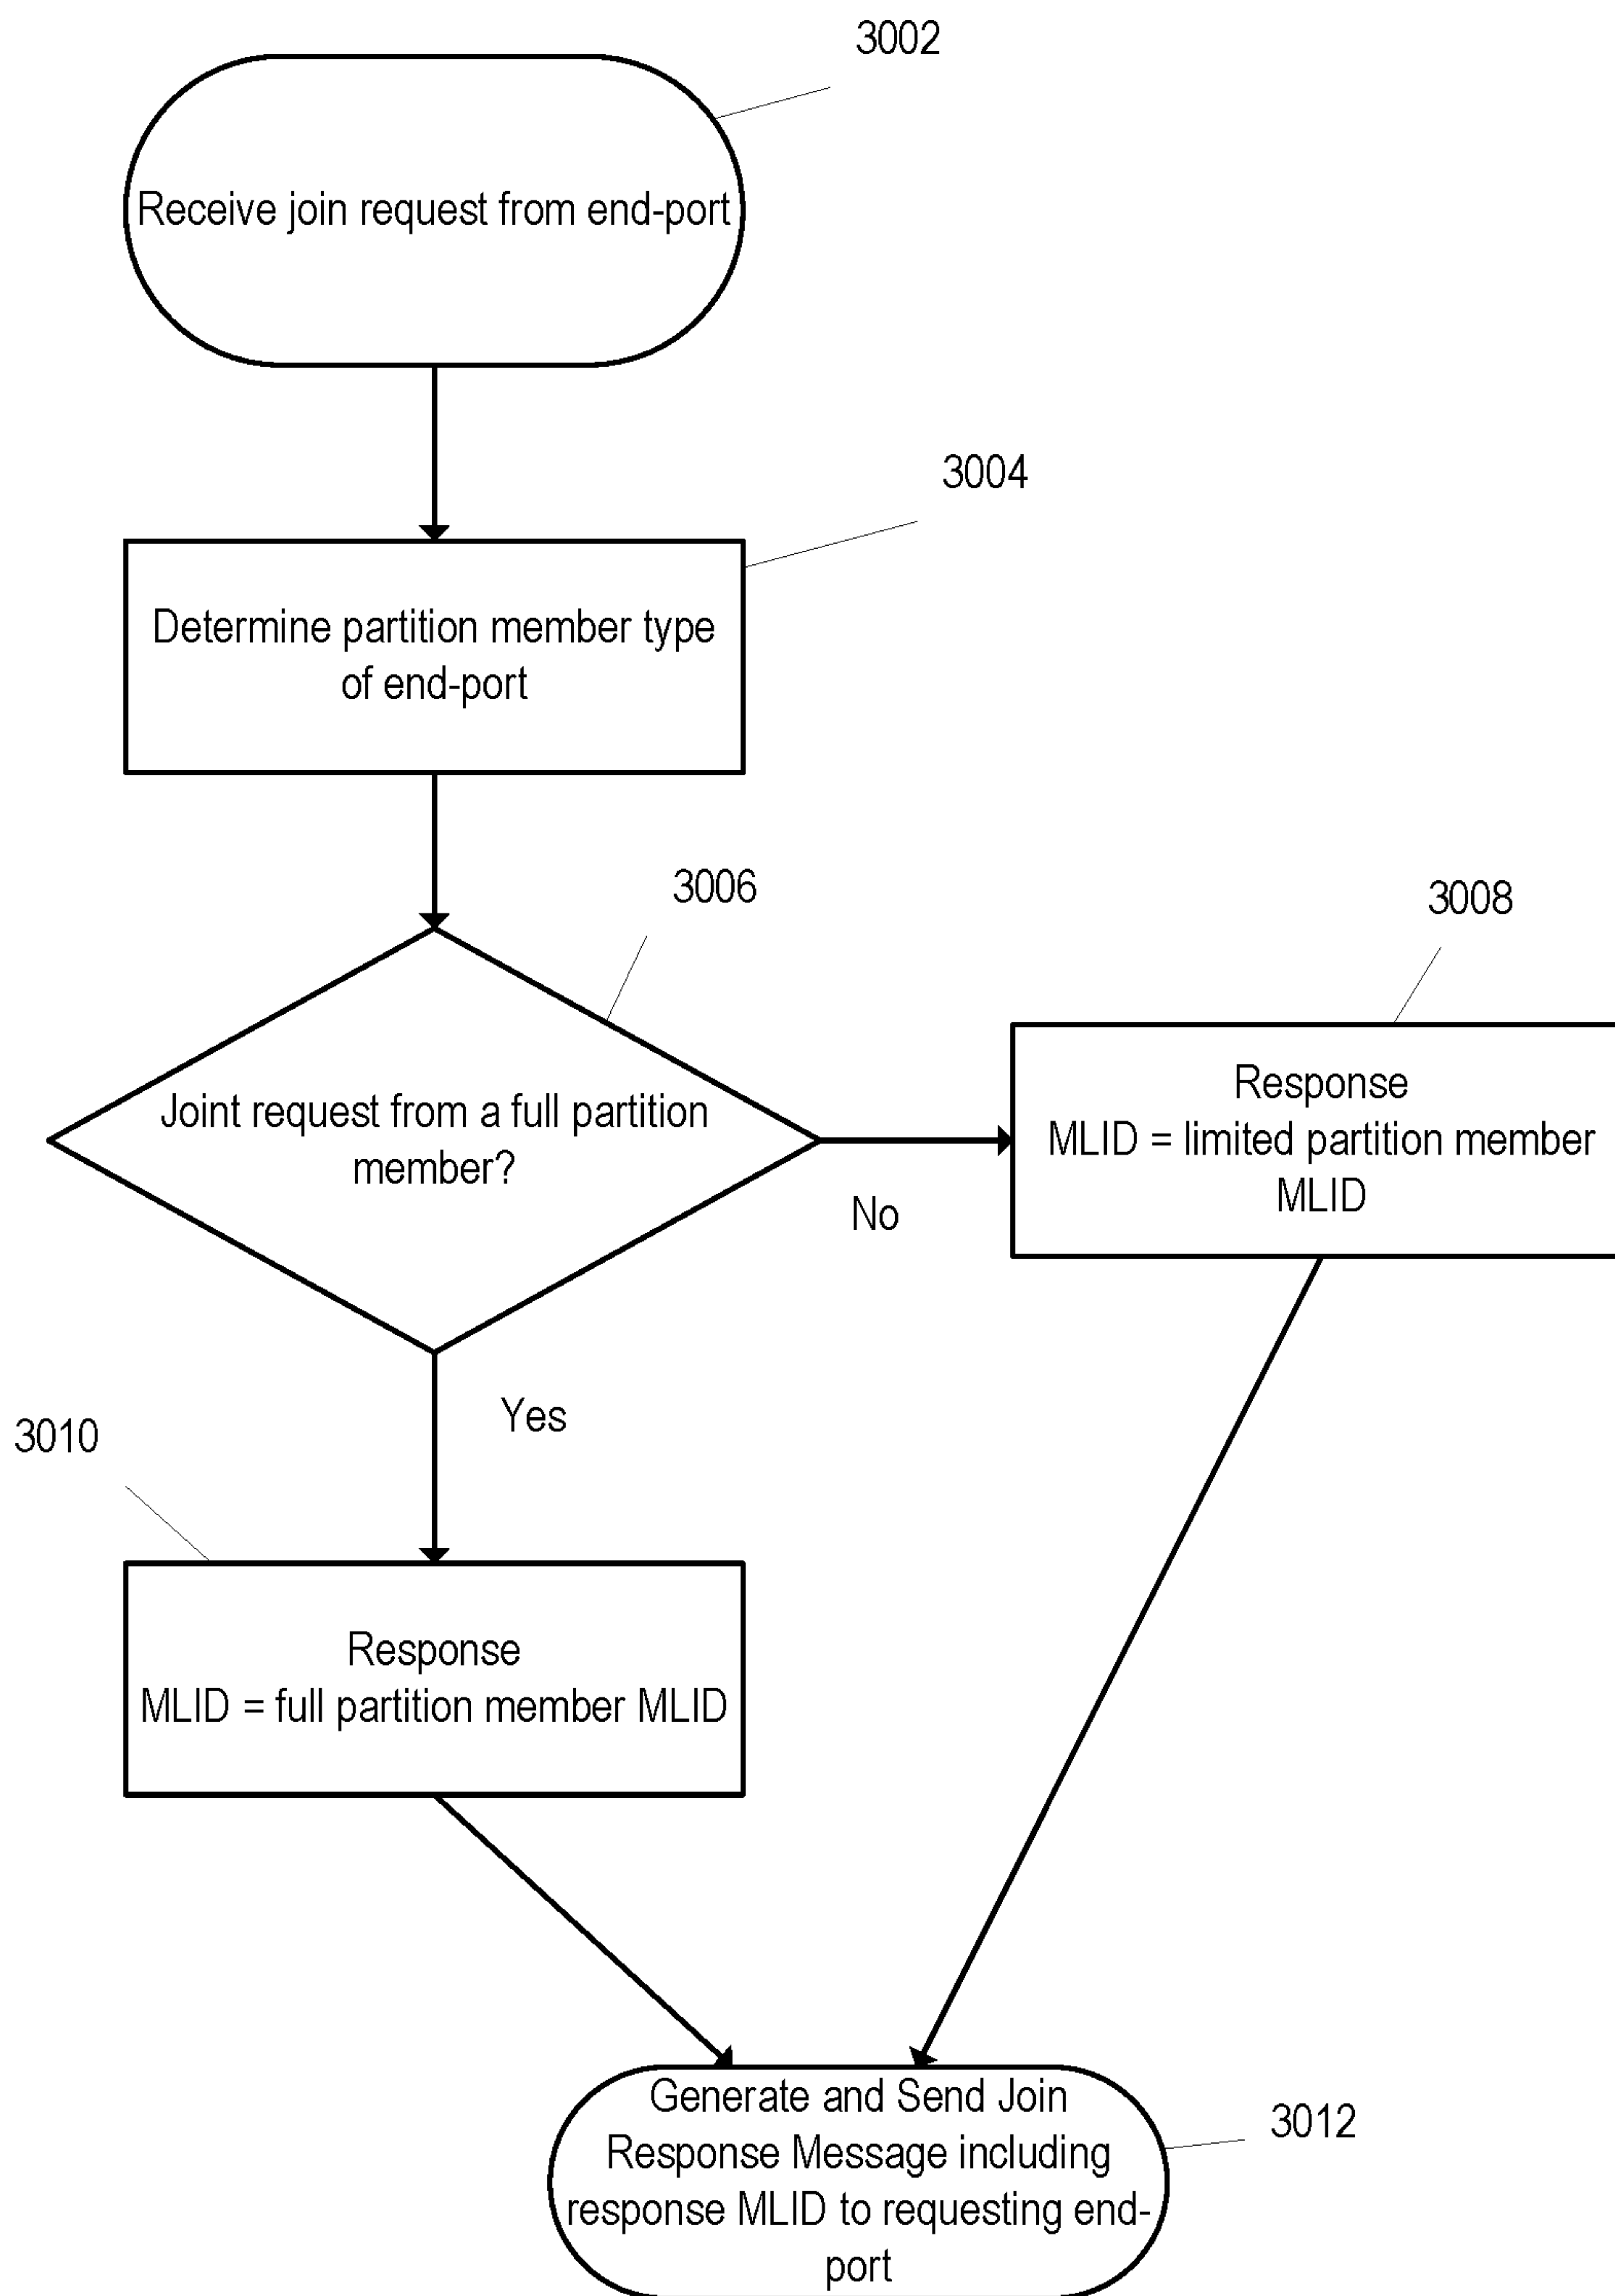 3002
Receive join request from end-port
3004
Determine partition member type
of end-port
3006
Joint request from a full partition
member?
3008
Response
MLID = limited partition member
MLID
No
Yes
3010
Response
MLID = full partition member MLID
Generate and Send Join
Response Message including
response MLID to requesting end-
port
3012